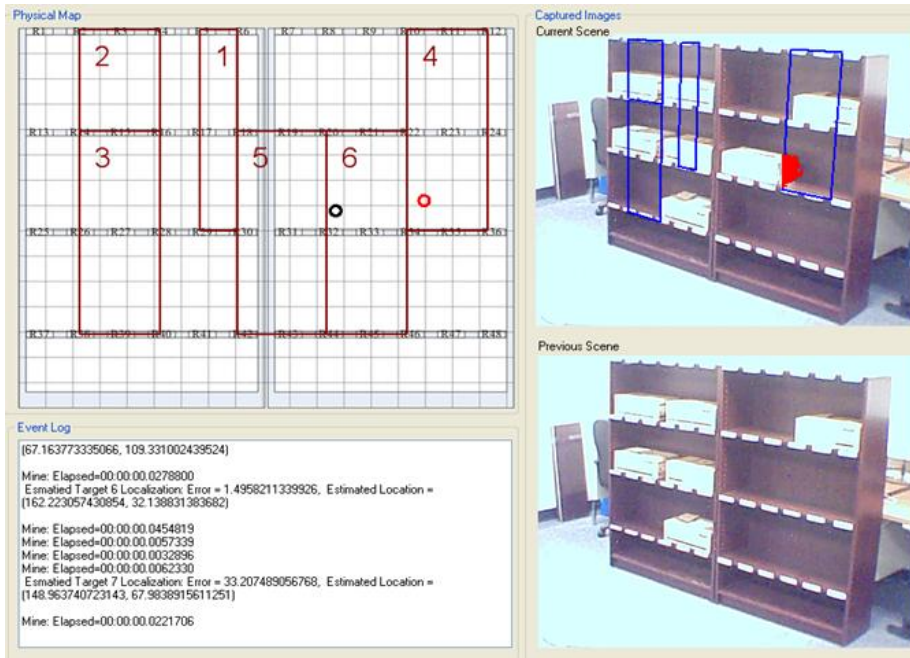 Physical Map
R1 R2 R3 R4 R5 R6 R7 R8 R9 R10 R11 R12
2 1 4
R13 R14 R15 R16 R17 R18 R19 R20 R21 R22 R23 R24
3 5 6
R25 R26 R27 R28 R29 R30 R31 R32 R33 R34 R35 R36
R37 R38 R39 R40 R41 R42 R43 R44 R45 R46 R47 R48
Event Log
(67.163773335066, 109.331002439524)
Mine: Elapsed=00:00:00.0278800
Esmatied Target 6 Localization: Error = 1.4958211339926, Estimated Location =
(162.223057430854, 32.138831383682)
Mine: Elapsed=00:00:00.0454819
Mine: Elapsed=00:00:00.0057339
Mine: Elapsed=00:00:00.0032896
Mine: Elapsed=00:00:00.0062330
Esmatied Target 7 Localization: Error = 33.207489056768, Estimated Location =
(148.963740723143, 67.9838915611251)
Mine: Elapsed=00:00:00.0221706
Captured Images
Current Scene
Previous Scene